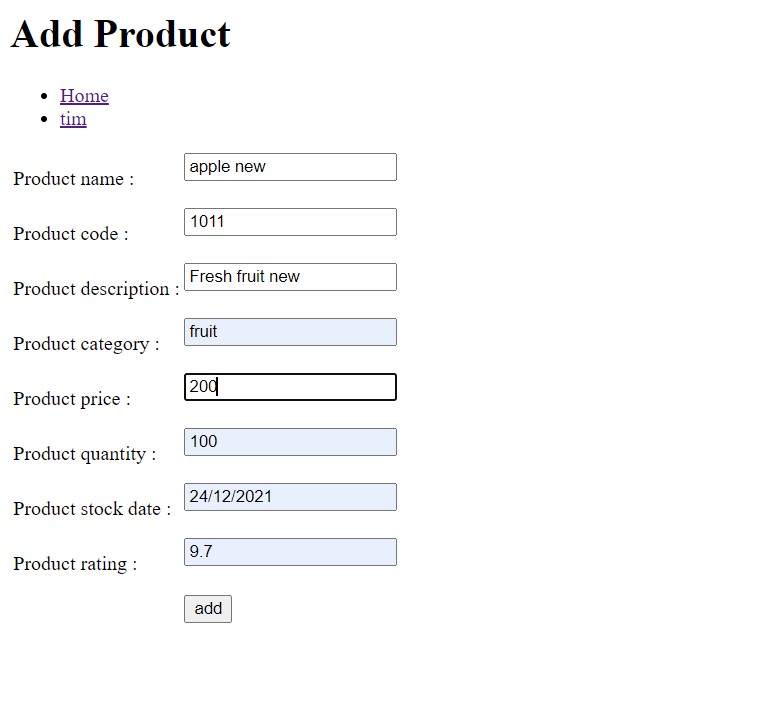 Add Product
Home
tim
Product name : apple new
Product code : 1011
Product description : Fresh fruit new
Product category : fruit
Product price : 200
Product quantity : 100
Product stock date : 24/12/2021
Product rating : 9.7
add